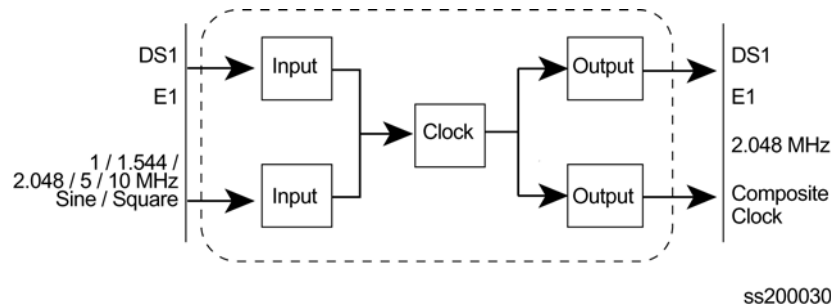 DS1
E1
1 / 1.544 /
2.048 / 5 / 10 MHz
Sine / Square
Input
Input
Clock
Output
Output
DS1
E1
2.048 MHz
Composite
Clock
ss200030